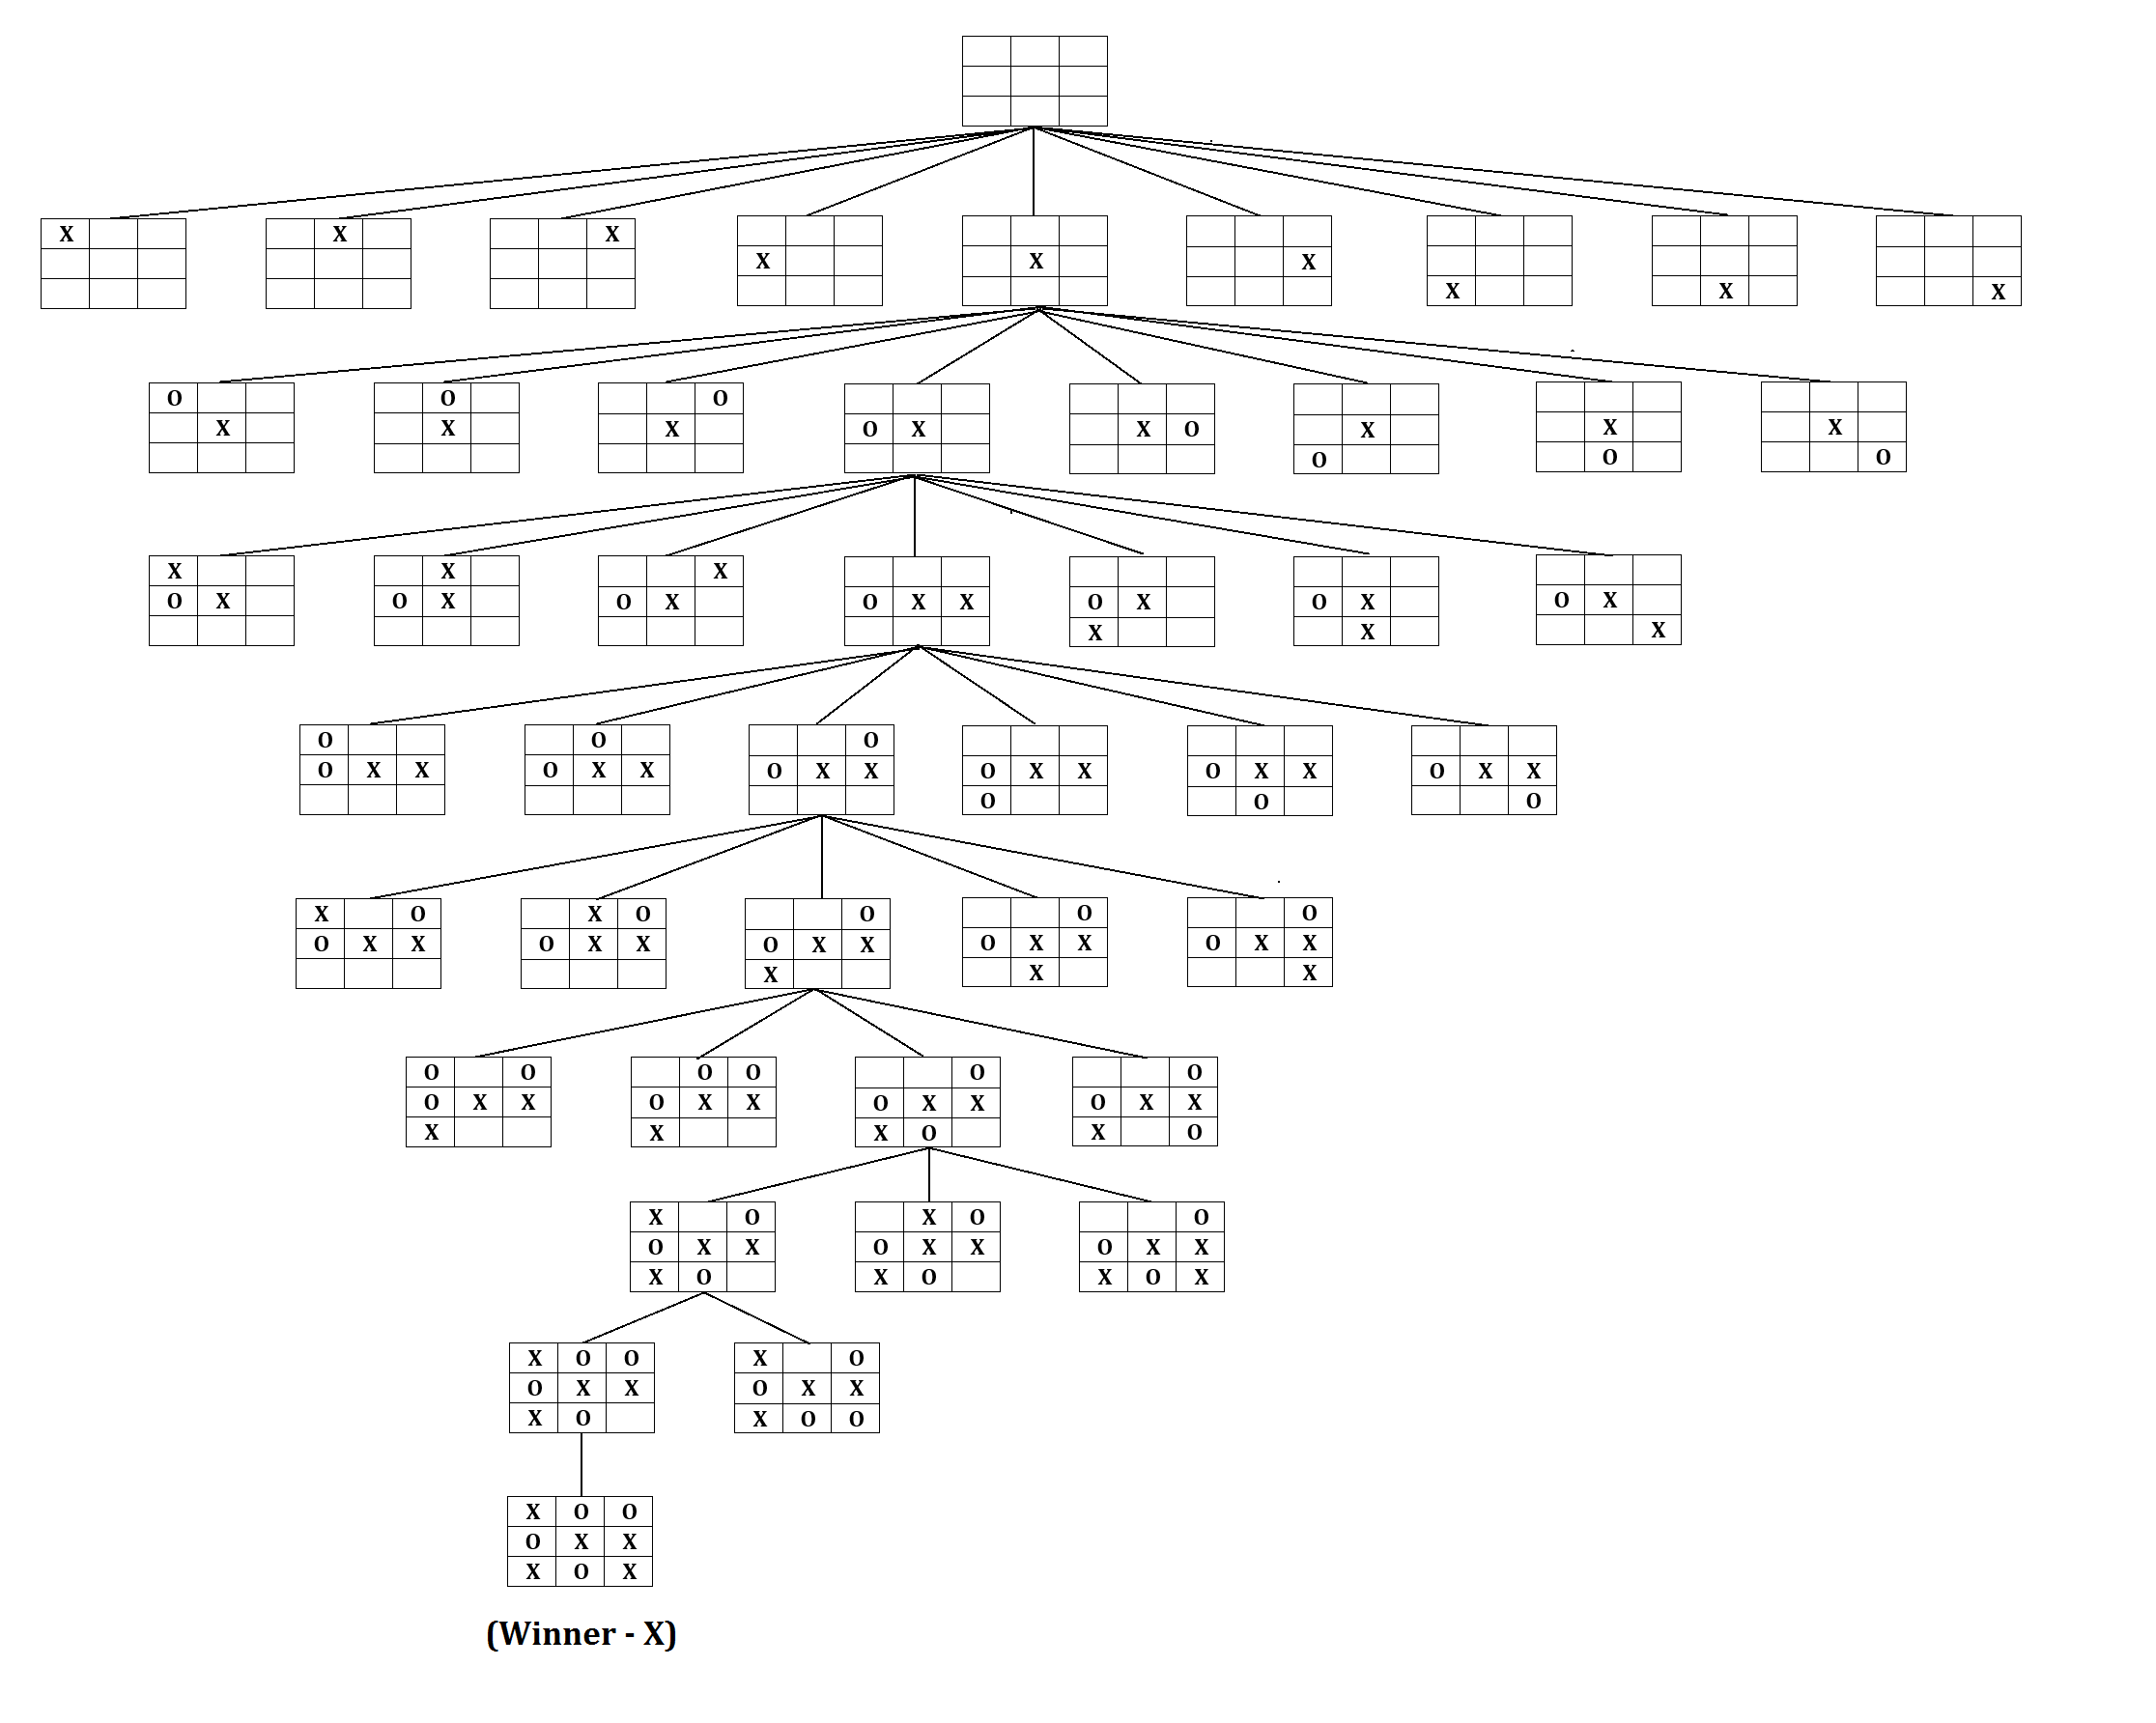 X X X
X X X
X X X
O O O
X X X O X X X
O X O X
O O
X X X
O X O X O X O X X O X O X O X
X X X
O O O
O X X O X X O X X O X X O X X O X X
O O O
X O X O O O O
O X X O X X O X X O X X O X X
X X X
O O O O O O
O X X O X X O X X O X X
X X X O X O
X O X O O
O X X O X X O X X
X O X O X O X
X O O X O
O X X O X X
X O X O O
X O O
O X X
X O X
(Winner - X)